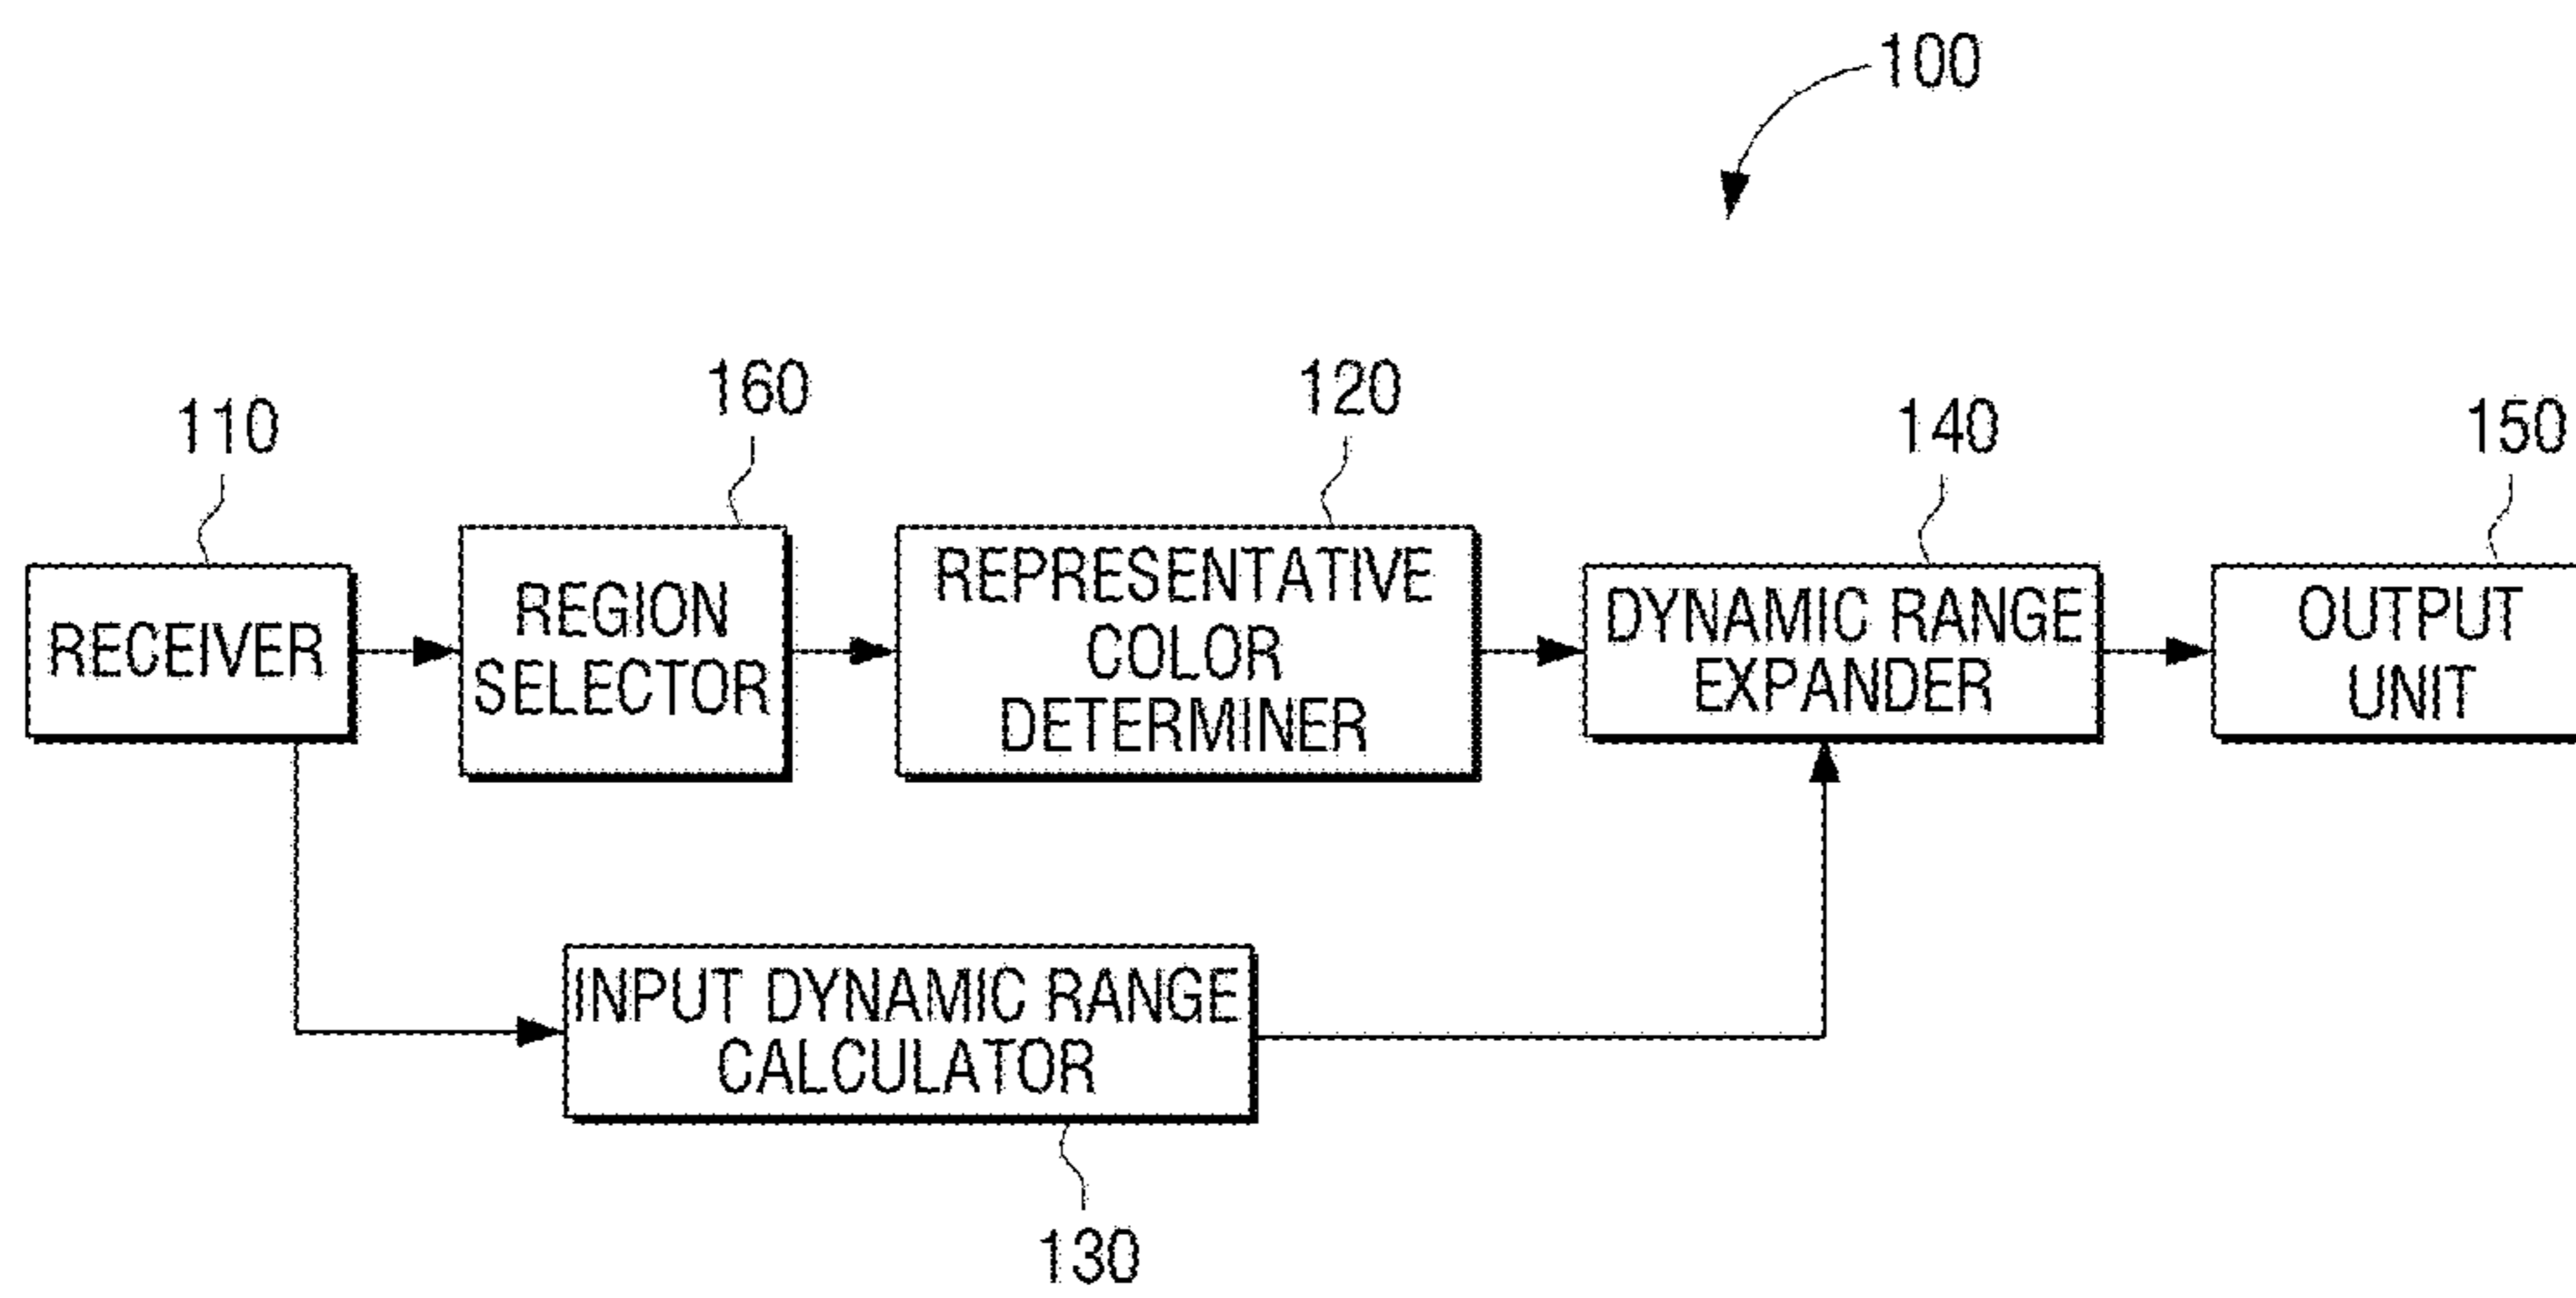 100
110
160
120
140
150
RECEIVER
REGION
SELECTOR
REPRESENTATIVE
COLOR
DETERMINER
DYNAMIC RANGE
EXPANDER
OUTPUT
UNIT
INPUT DYNAMIC RANGE
CALCULATOR
130